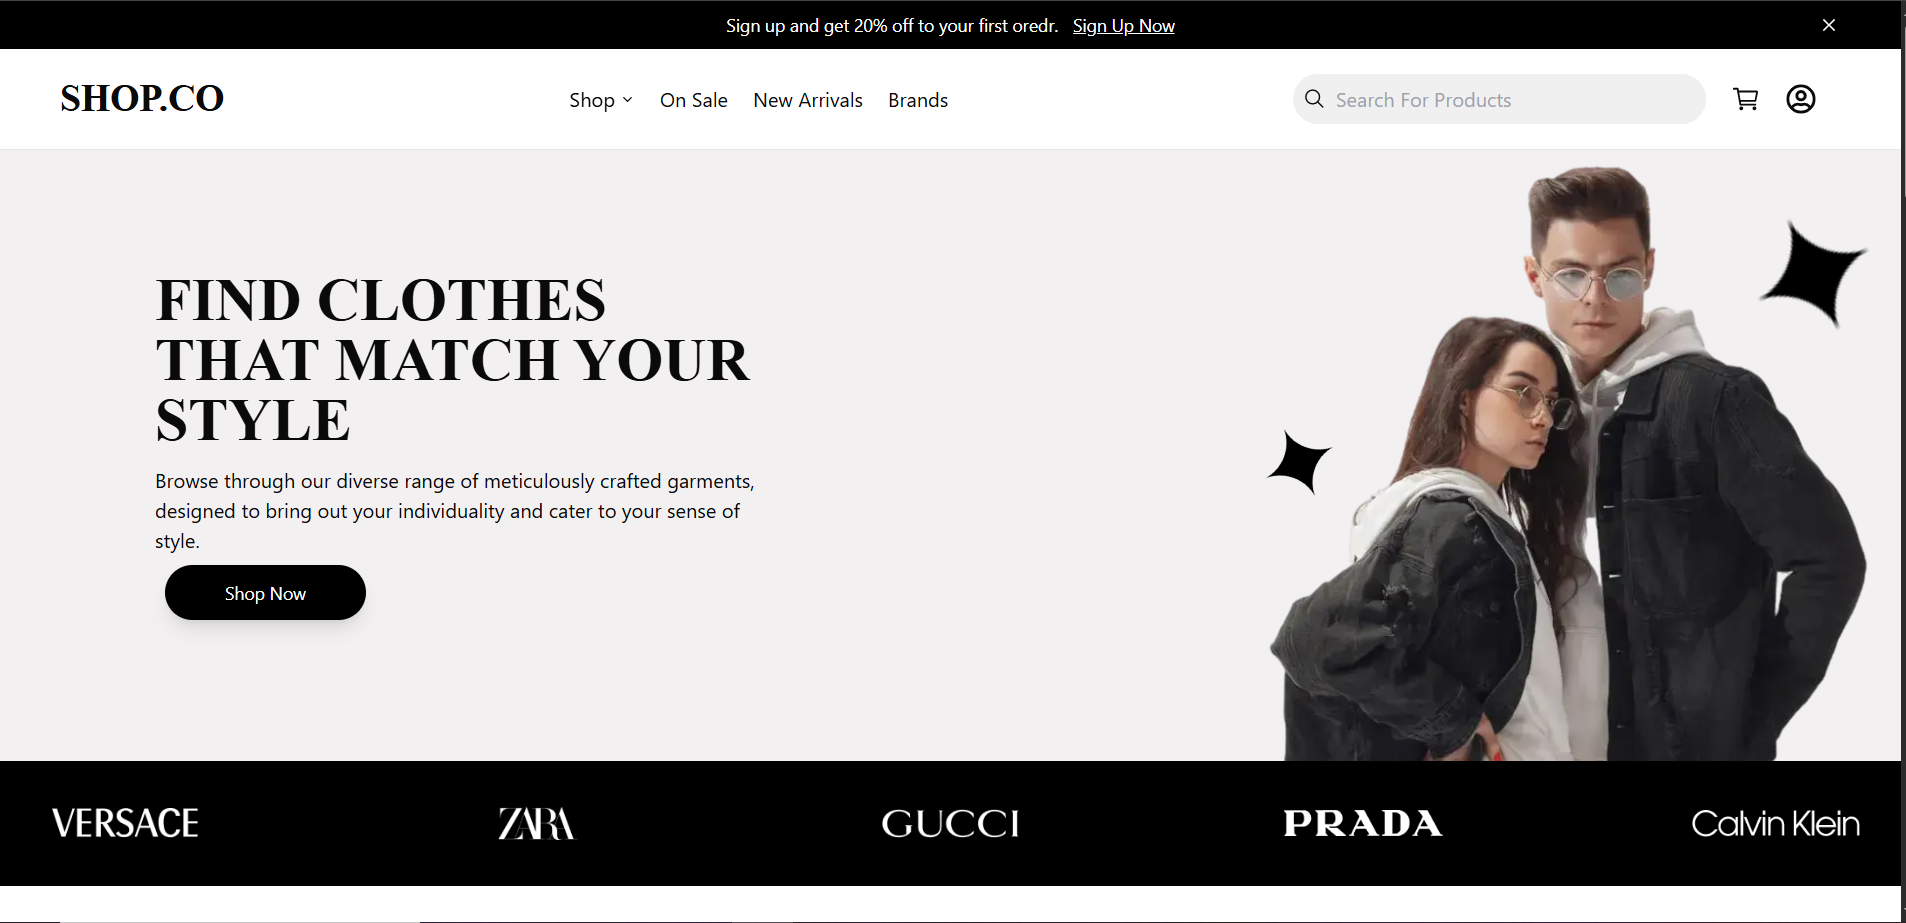 Sign up and get 20% off to your first oredr. Sign Up Now
SHOP.CO
Shop
On Sale
New Arrivals
Brands
Search For Products
FIND CLOTHES
THAT MATCH YOUR
STYLE
Browse through our diverse range of meticulously crafted garments,
designed to bring out your individuality and cater to your sense of
style.
Shop Now
VERSACE
ZARA
GUCCI
PRADA
Calvin Klein